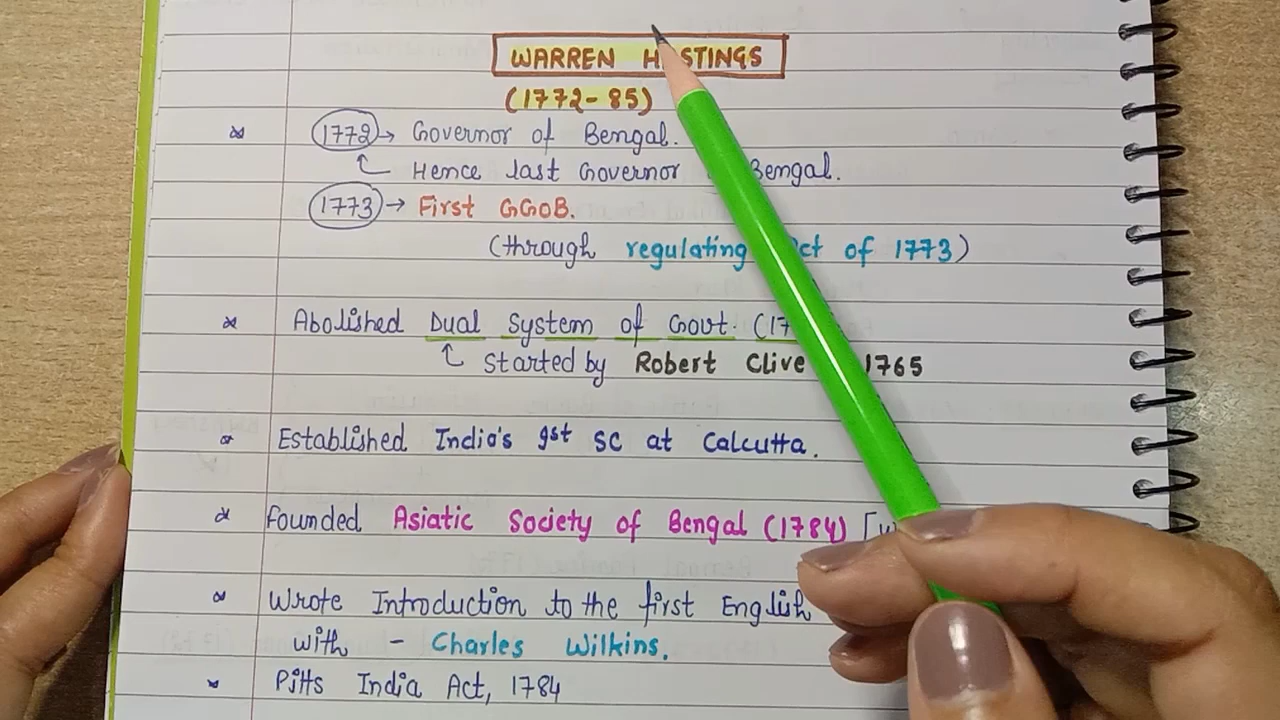 WARREN HASTINGS
(1772-85)
1772 → Governor of Bengal.
Hence last Governor Bengal.
1773 → First GGOB.
(through regulating Act of 1773)
Abolished Dual System of Govt. (17
Started by Robert Clive 1765
Established India's 1st SC at Calcutta.
founded Asiatic Society of Bengal (1784) [W
Wrote Introduction to the first English
with - Charles Wilkins.
Pitts India Act, 1784